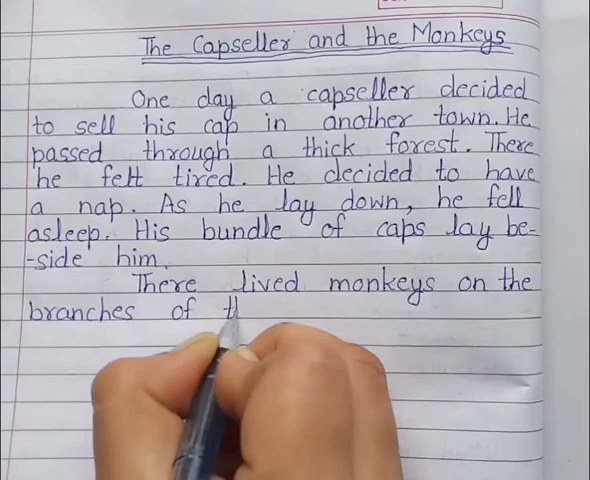 The Capseller and the Monkeys
One day a capseller decided
to sell his cap in another town. He
passed through a thick forest. There
he felt tired. He decided to have
a nap. As he lay down, he fell
asleep. His bundle of caps lay be-
-side him.
There lived monkeys on the
branches of th